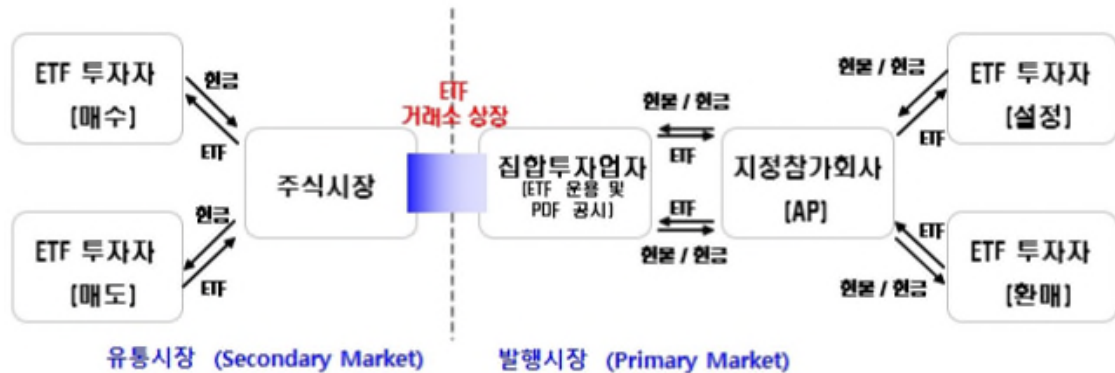 ETF 투자자
[매수]
현금
ETF
ETF 투자자
[매도]
현금
ETF
주식시장
ETF
거래소 상장
집합투자업자
[ETF 운용 및
PDF 공시]
현물 / 현금
ETF
ETF
현물 / 현금
지정참가회사
[AP]
현물 / 현금
ETF
ETF 투자자
[설정]
ETF
현물 / 현금
ETF 투자자
[환매]
유통시장 (Secondary Market)
발행시장 (Primary Market)